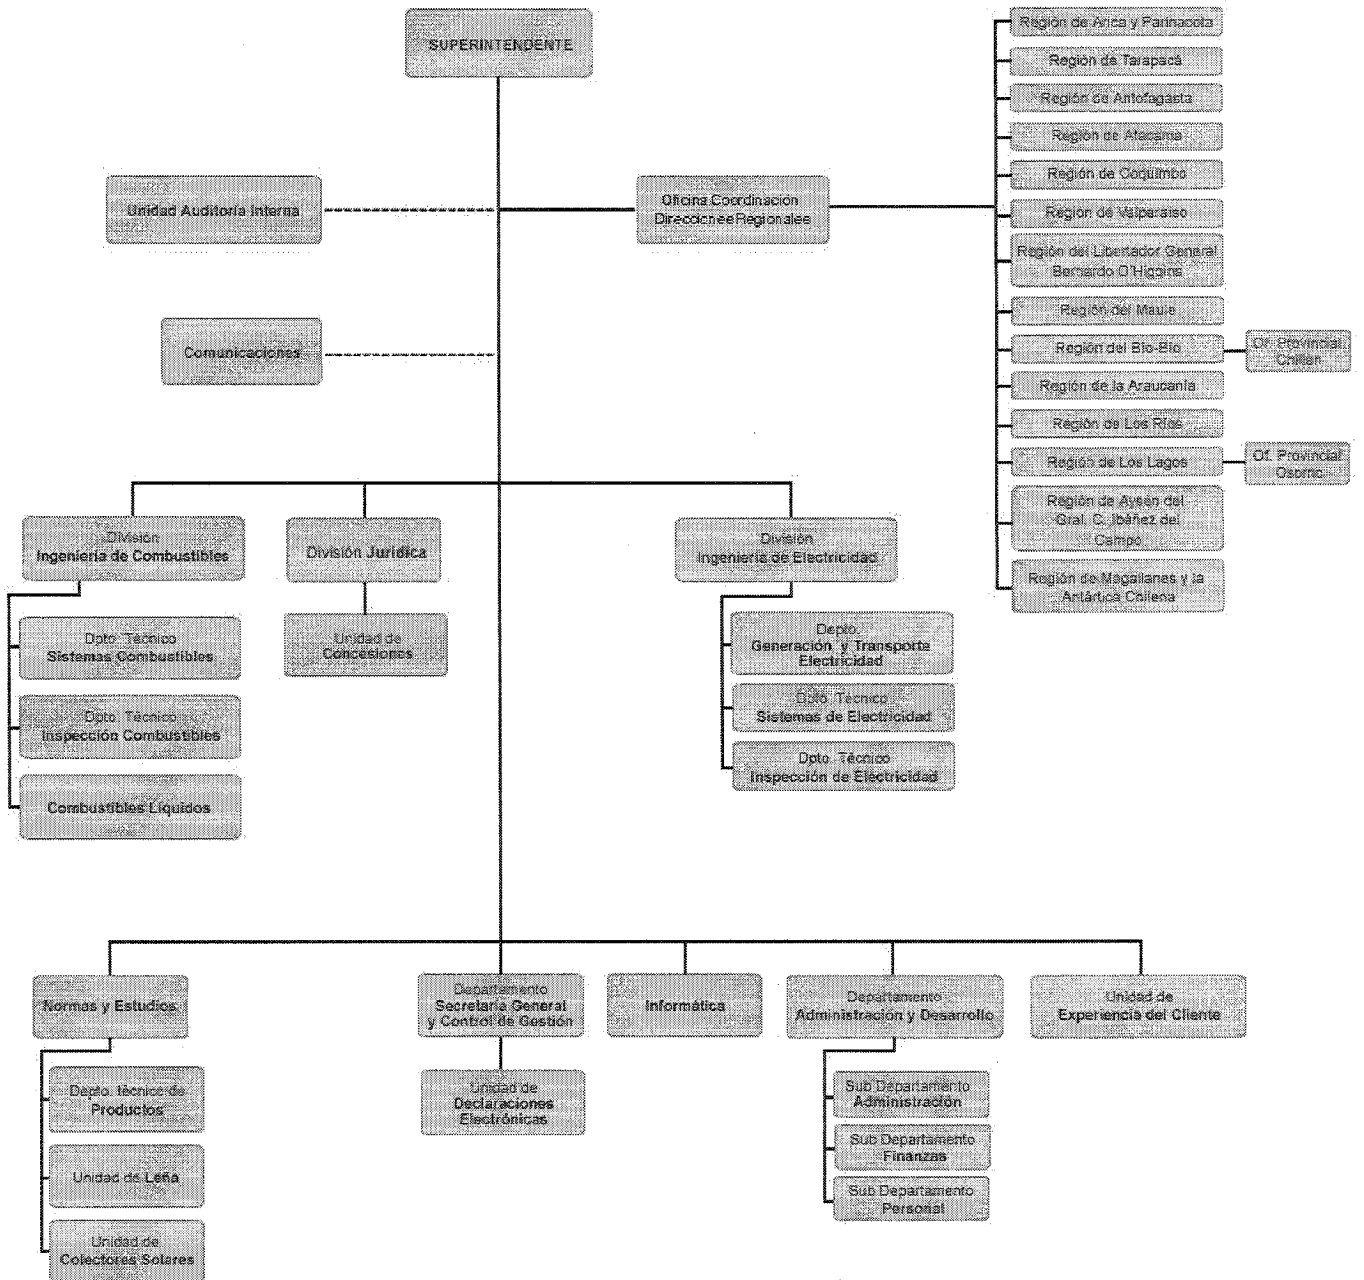 SUPERINTENDENTE
Unidad Auditoría Interna
Oficina Coordinación
Direcciones Regionales
Comunicaciones
Región de Arica y Parinacota
Región de Tarapacá
Región de Antofagasta
Región de Atacama
Región de Coquimbo
Región de Valparaíso
Región del Libertador General
Bernardo O'Higgins
Región del Maule
Región del Bío-Bío
Of. Provincial
Chillán
Región de la Araucanía
Región de Los Ríos
Región de Los Lagos
Of. Provincial
Osorno
Región de Aysén del
Gral. C. Ibáñez del
Campo
Región de Magallanes y la
Antártica Chilena
División
Ingeniería de Combustibles
División Jurídica
División
Ingeniería de Electricidad
Dpto. Técnico
Sistemas Combustibles
Dpto. Técnico
Inspección Combustibles
Combustibles Líquidos
Unidad de
Concesiones
Depto.
Generación y Transporte
Electricidad
Dpto. Técnico
Sistemas de Electricidad
Dpto. Técnico
Inspección de Electricidad
Normas y Estudios
Departamento
Secretaría General
y Control de Gestión
Informática
Departamento
Administración y Desarrollo
Unidad de
Experiencia del Cliente
Depto. técnico de
Productos
Unidad de Leña
Unidad de
Colectores Solares
Unidad de
Declaraciones
Electrónicas
Sub Departamento
Administración
Sub Departamento
Finanzas
Sub Departamento
Personal